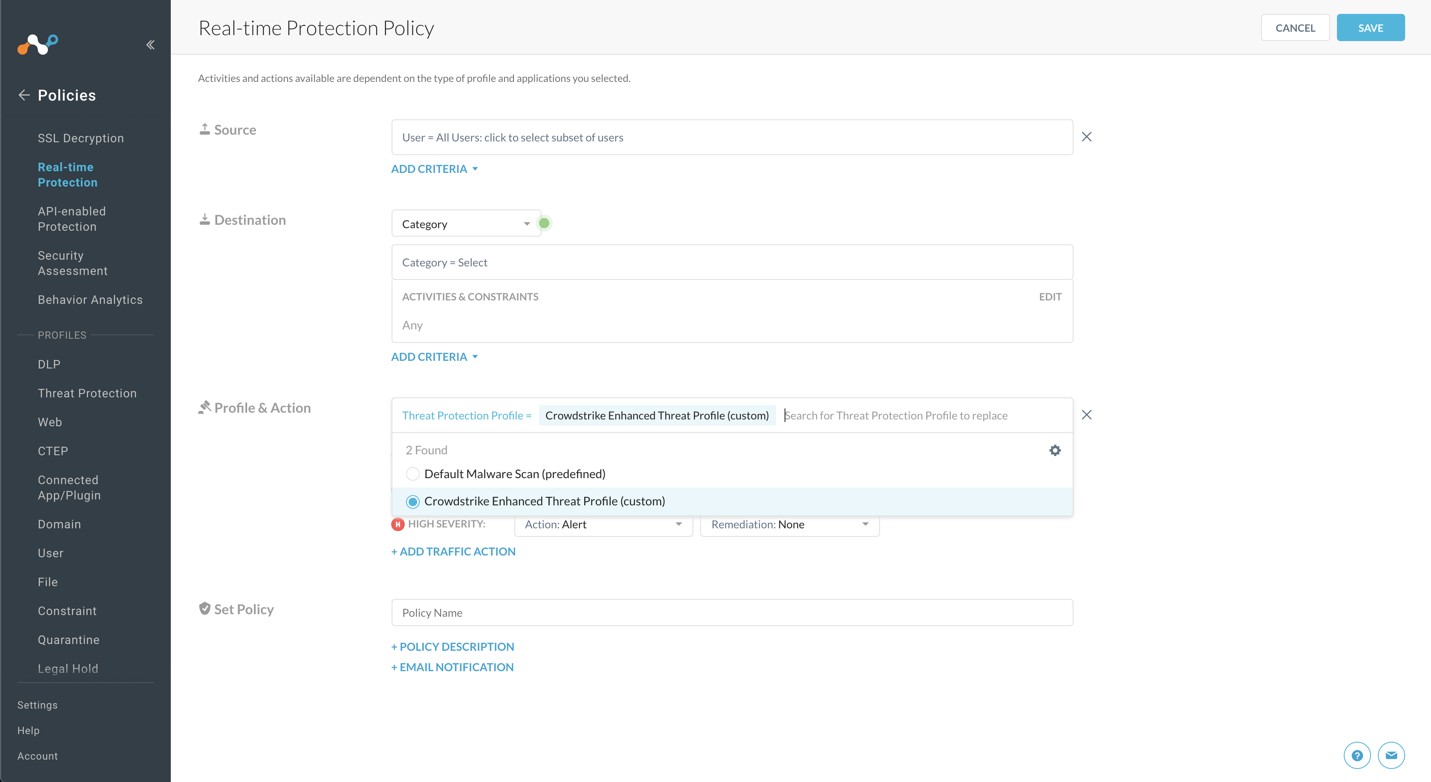 Real-time Protection Policy
CANCEL
SAVE
Policies
SSL Decryption
Real-time
Protection
API-enabled
Protection
Security
Assessment
Behavior Analytics
PROFILES
DLP
Threat Protection
Web
CTEP
Connected
App/Plugin
Domain
User
File
Constraint
Quarantine
Legal Hold
Settings
Help
Account
Activities and actions available are dependent on the type of profile and applications you selected.
Source
User = All Users: click to select subset of users
ADD CRITERIA
Destination
Category
Category = Select
ACTIVITIES & CONSTRAINTS
EDIT
Any
ADD CRITERIA
Profile & Action
Threat Protection Profile = Crowdstrike Enhanced Threat Profile (custom) Search for Threat Protection Profile to replace
2 Found
Default Malware Scan (predefined)
Crowdstrike Enhanced Threat Profile (custom)
H HIGH SEVERITY: Action: Alert Remediation: None
+ ADD TRAFFIC ACTION
Set Policy
Policy Name
+ POLICY DESCRIPTION
+ EMAIL NOTIFICATION
?